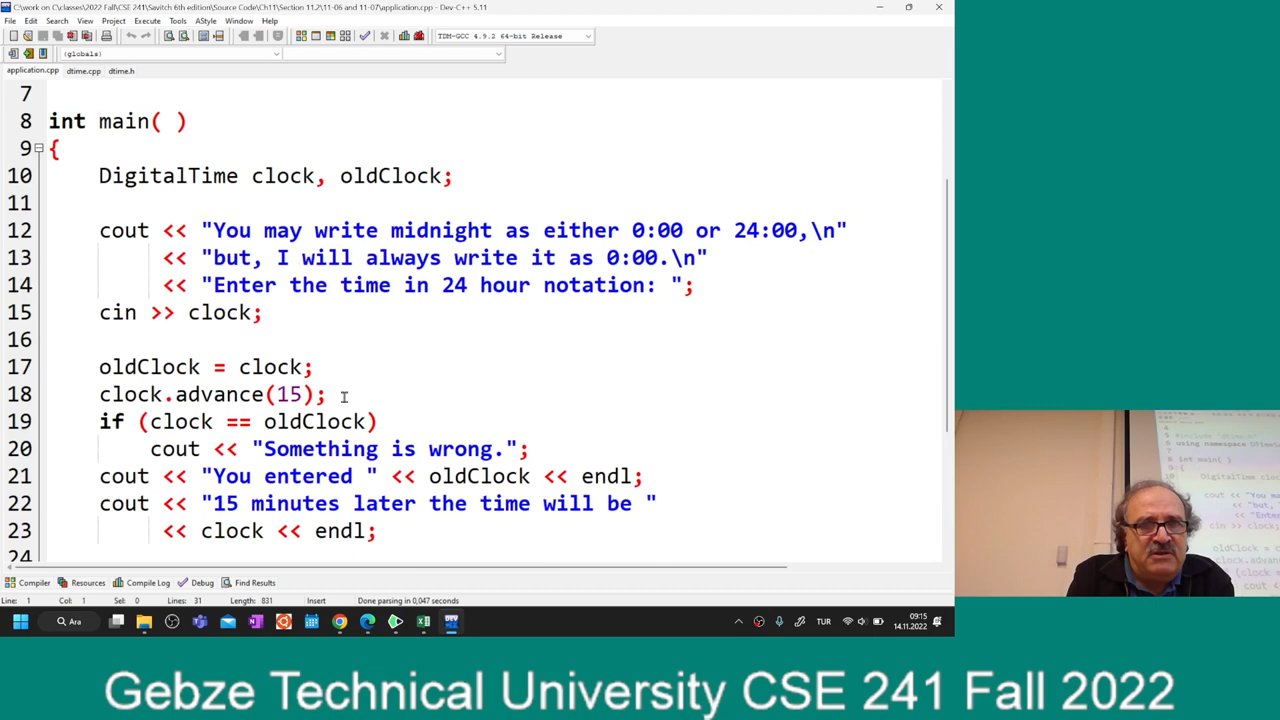 C:\work on C\classes\2022 Fall\CSE 241\Savitch 6th edition\Source Code\Ch11\Section 11.2\11-06 and 11-07\application.cpp - Dev-C++ 5.11
File Edit Search View Project Execute Tools AStyle Window Help
TDM-GCC 4.9.2 64-bit Release
(globals)
application.cpp dtime.cpp dtime.h
7
8 int main( )
9 {
10 DigitalTime clock, oldClock;
11
12 cout << "You may write midnight as either 0:00 or 24:00,\n"
13 << "but, I will always write it as 0:00.\n"
14 << "Enter the time in 24 hour notation: ";
15 cin >> clock;
16
17 oldClock = clock;
18 clock.advance(15);
19 if (clock == oldClock)
20 cout << "Something is wrong.";
21 cout << "You entered " << oldClock << endl;
22 cout << "15 minutes later the time will be "
23 << clock << endl;
24
Compiler Resources Compile Log Debug Find Results
Line: 1 Col: 1 Sel: 0 Lines: 31 Length: 831 Insert Done parsing in 0,047 seconds
Ara TUR 09:15
14.11.2022
Gebze Technical University CSE 241 Fall 2022